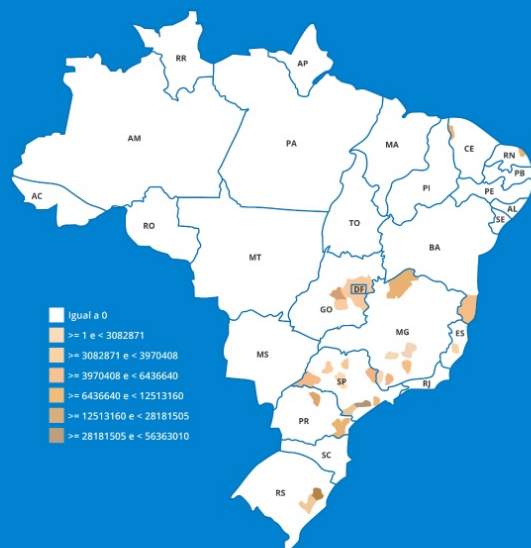 RR
AP
AM
PA
MA
CE
RN
PB
PE
PI
AL
SE
AC
RO
TO
BA
MT
DF
GO
MG
ES
MS
SP
RJ
PR
SC
RS
Igual a 0
>= 1 e < 3082871
>= 3082871 e < 3970408
>= 3970408 e < 6436640
>= 6436640 e < 12513160
>= 12513160 e < 28181505
>= 28181505 e < 56363010